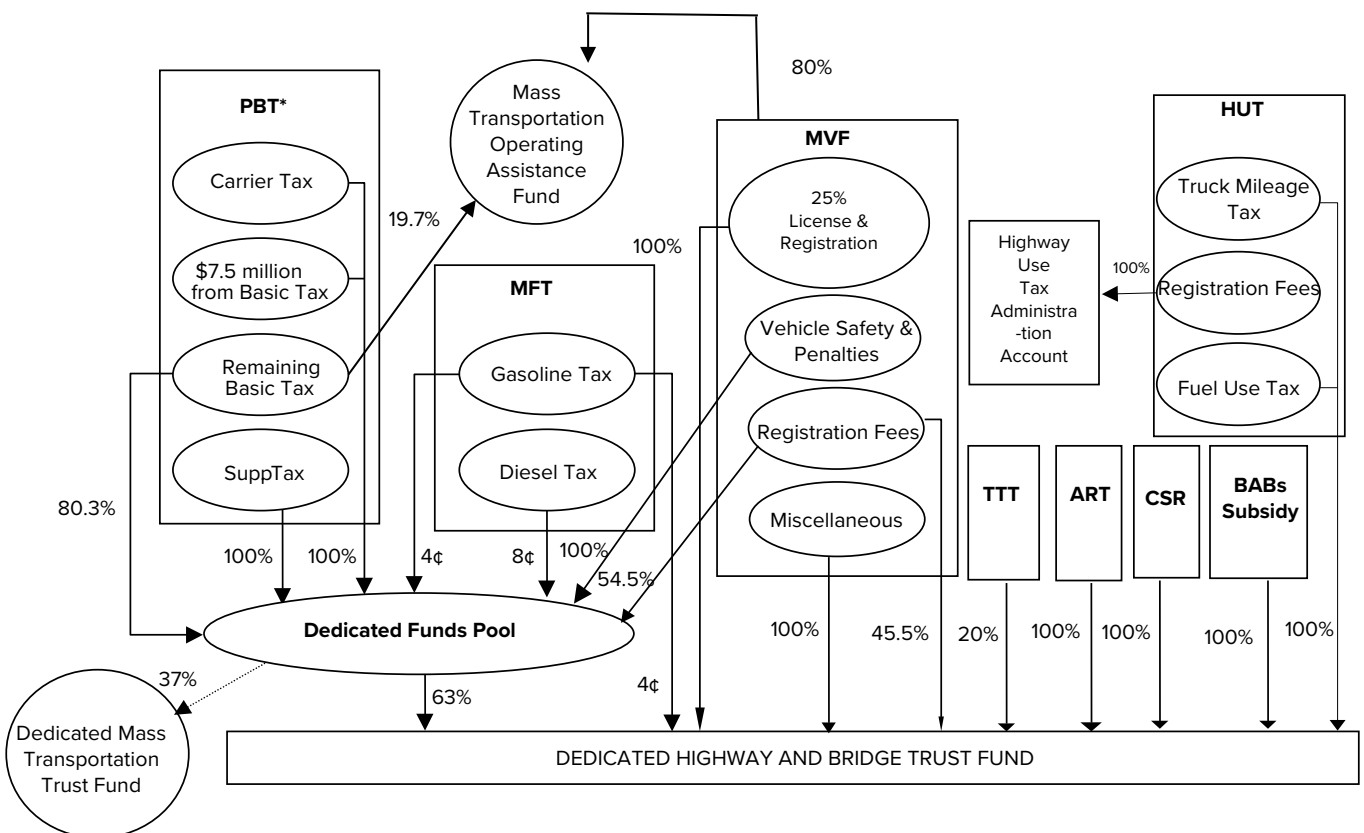 80%
PBT*
Carrier Tax
$7.5 million
from Basic Tax
Remaining
Basic Tax
SuppTax
80.3%
100%
100%
19.7%
Mass
Transportation
Operating
Assistance
Fund
MFT
Gasoline Tax
Diesel Tax
4¢
8¢
100%
54.5%
100%
MVF
25%
License &
Registration
Vehicle Safety &
Penalties
Registration Fees
Miscellaneous
Highway
Use
Tax
Administra
-tion
Account
100%
HUT
Truck Mileage
Tax
Registration Fees
Fuel Use Tax
TTT
ART
CSR
BABs
Subsidy
Dedicated Funds Pool
37%
63%
4¢
100%
45.5%
20%
100%
100%
100%
100%
Dedicated Mass
Transportation
Trust Fund
DEDICATED HIGHWAY AND BRIDGE TRUST FUND